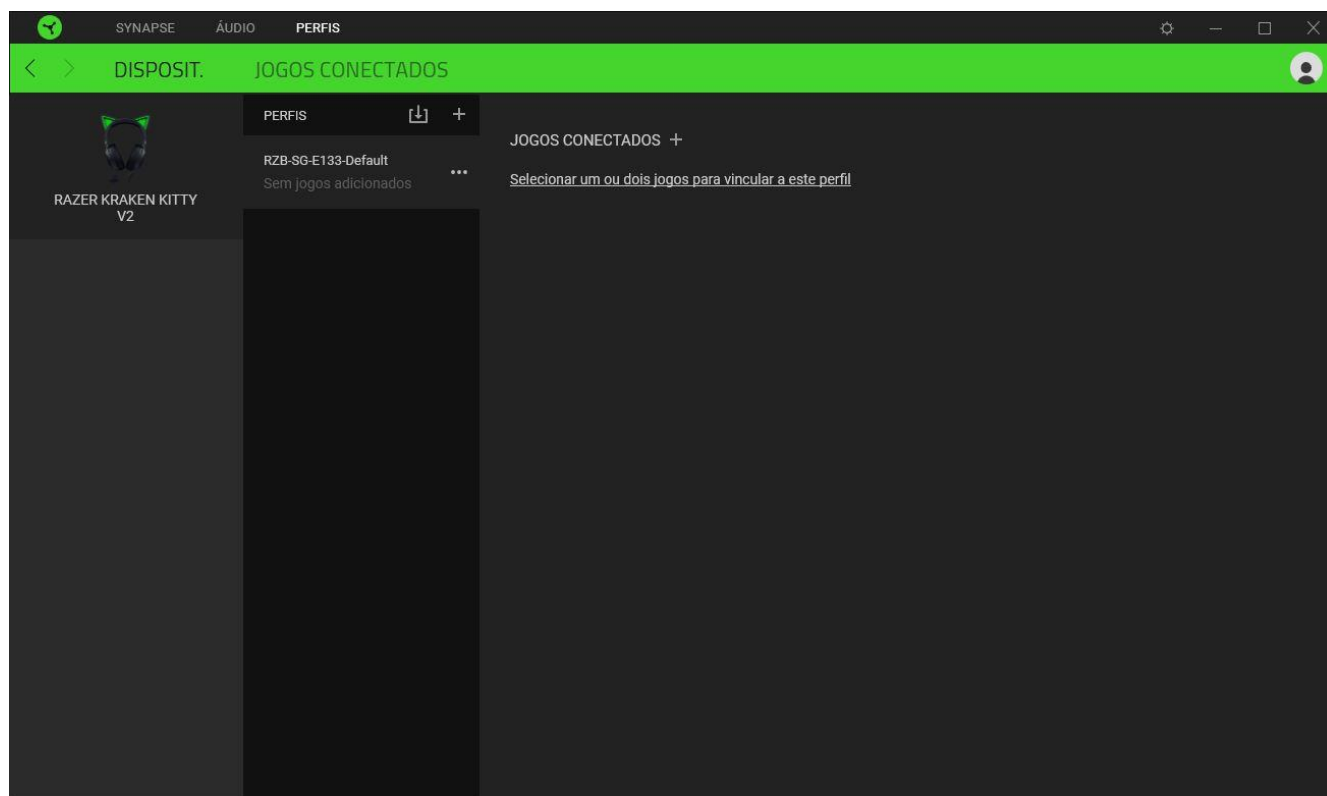 SYNAPSE ÁUDIO PERFIS
DISPOSIT. JOGOS CONECTADOS
RAZER KRAKEN KITTY
V2
PERFIS
RZB-SG-E133-Default
Sem jogos adicionados
JOGOS CONECTADOS +
Selecionar um ou dois jogos para vincular a este perfil